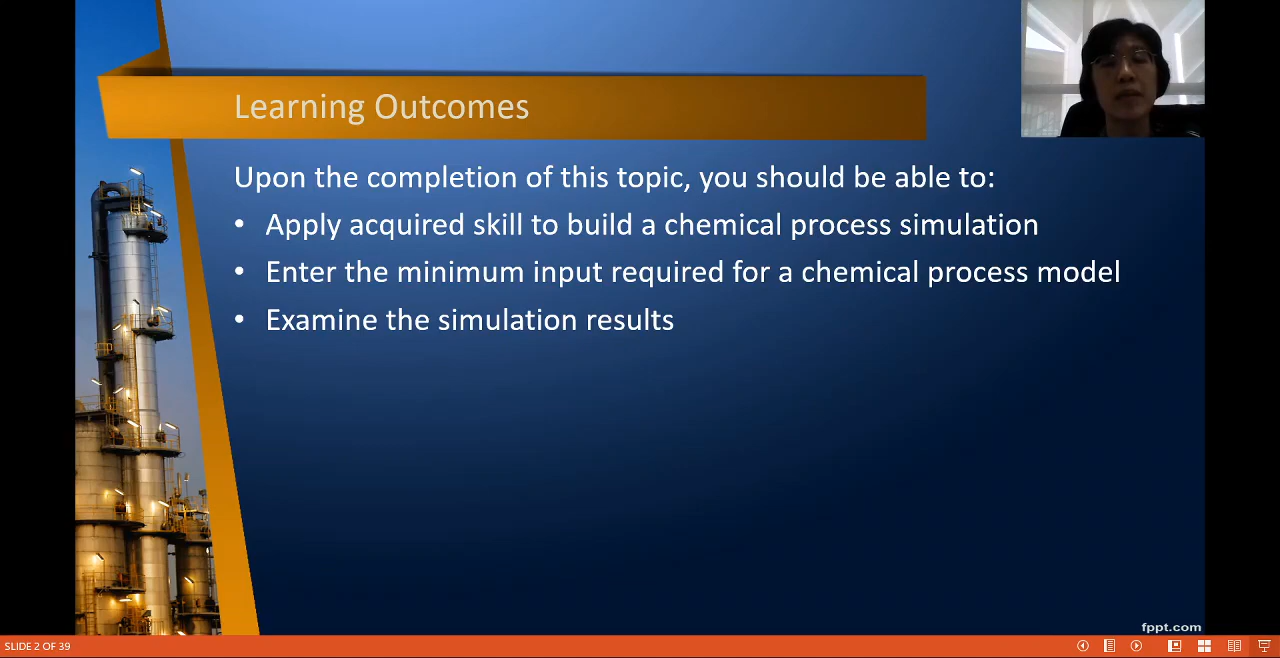 Learning Outcomes
Upon the completion of this topic, you should be able to:
• Apply acquired skill to build a chemical process simulation
• Enter the minimum input required for a chemical process model
• Examine the simulation results
fppt.com
SLIDE 2 OF 39